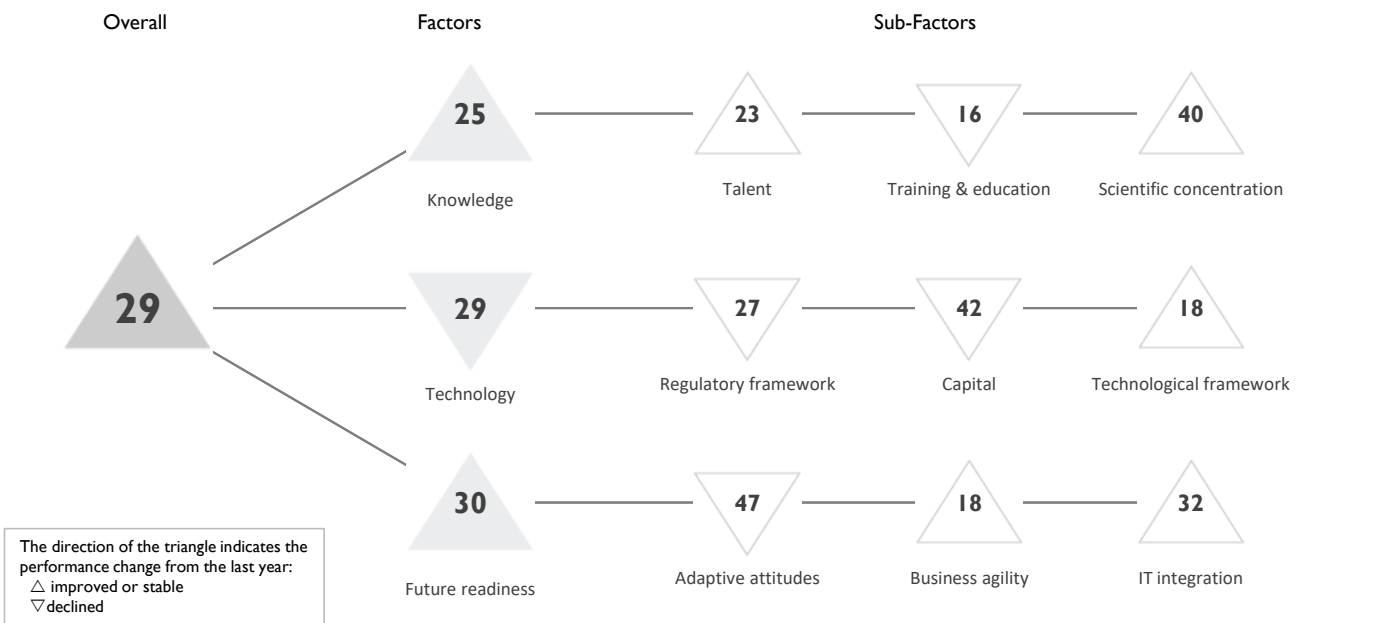 Overall Factors Sub-Factors
25 23 16 40
Knowledge Talent Training & education Scientific concentration
29 29 27 42 18
Technology Regulatory framework Capital Technological framework
30 47 18 32
Future readiness Adaptive attitudes Business agility IT integration
The direction of the triangle indicates the
performance change from the last year:
△ improved or stable
▽ declined